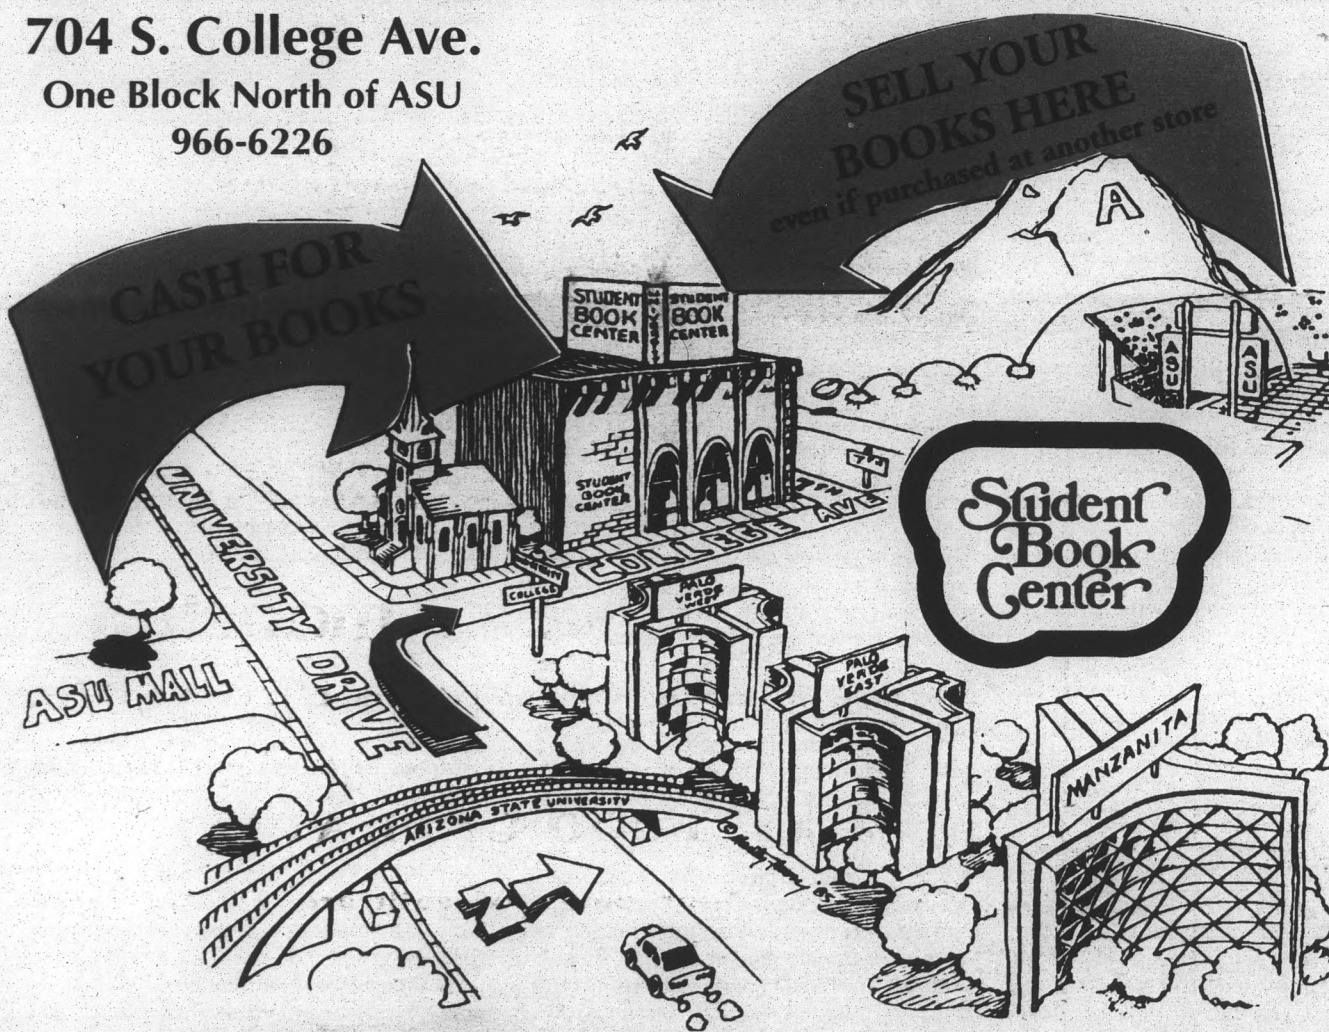 704 S. College Ave.
One Block North of ASU
966-6226
SELL YOUR
BOOKS HERE
even if purchased at another store
A
CASH FOR
YOUR BOOKS
STUDENT
BOOK
CENTER
STUDENT
BOOK
CENTER
ASU
ASU
STUDENT
BOOK
CENTER
7TH
7TH
COLLEGE AVE
Student
Book
Center
UNIVERSITY
DRIVE
COLLEGE
PALO
VERDE
WEST
PALO
VERDE
EAST
ASU MALL
MANZANITA
ARIZONA STATE UNIVERSITY
N